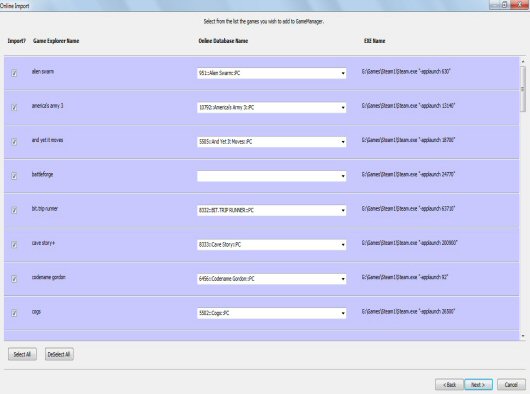 Online Import
Select from the list the games you wish to add to GameManager.
Import? Game Explorer Name Online Database Name EXE Name
alien swarm 951::Alien Swarm::PC G:\Games\Steam1\Steam.exe "-applaunch 630"
america's army 3 10792::America's Army 3::PC G:\Games\Steam1\Steam.exe "-applaunch 13140"
and yet it moves 5505::And Yet It Moves::PC G:\Games\Steam1\Steam.exe "-applaunch 18700"
battleforge G:\Games\Steam1\Steam.exe "-applaunch 24770"
bit.trip runner 8332::BIT.TRIP RUNNER::PC G:\Games\Steam1\Steam.exe "-applaunch 63710"
cave story+ 8333::Cave Story::PC G:\Games\Steam1\Steam.exe "-applaunch 200900"
codename gordon 6456::Codename Gordon::PC G:\Games\Steam1\Steam.exe "-applaunch 92"
cogs 5502::Cogs::PC G:\Games\Steam1\Steam.exe "-applaunch 26500"
Select All DeSelect All
< Back Next > Cancel